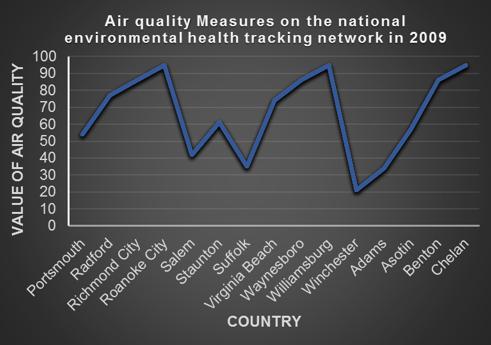 Air quality Measures on the national
environmental health tracking network in 2009
VALUE OF AIR QUALITY
100
90
80
70
60
50
40
30
20
10
0
Portsmouth
Radford
Richmond City
Roanoke City
Salem
Staunton
Suffolk
Virginia Beach
Waynesboro
Williamsburg
Winchester
Adams
Asotin
Benton
Chelan
COUNTRY